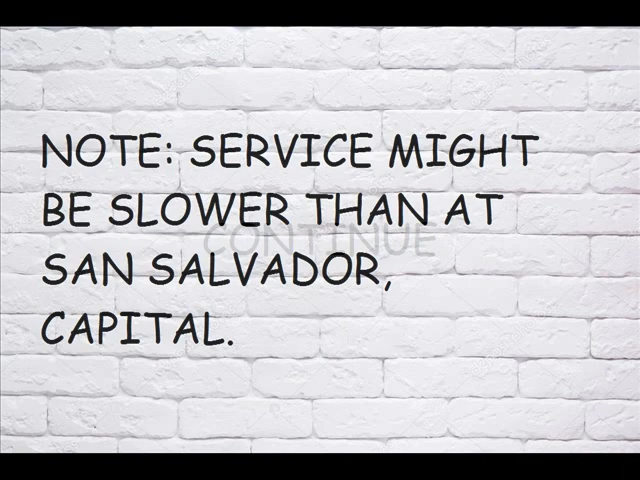 NOTE: SERVICE MIGHT
BE SLOWER THAN AT
CONTINUE
SAN SALVADOR,
CAPITAL.